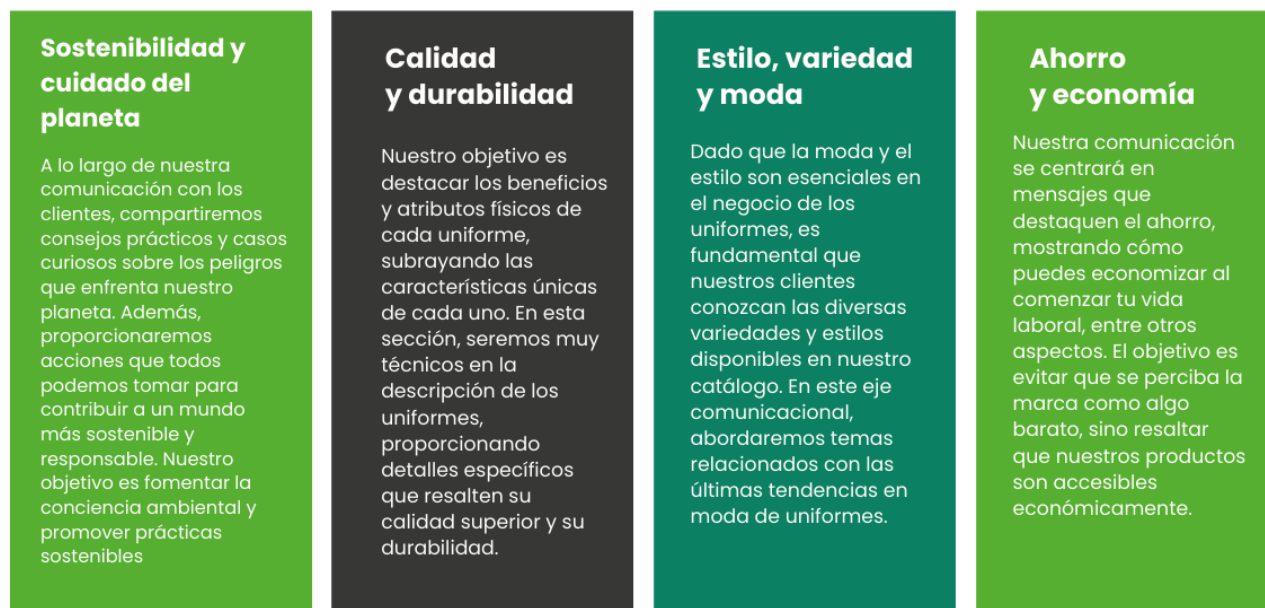 Sostenibilidad y
cuidado del
planeta
A lo largo de nuestra
comunicación con los
clientes, compartiremos
consejos prácticos y casos
curiosos sobre los peligros
que enfrenta nuestro
planeta. Además,
proporcionaremos
acciones que todos
podemos tomar para
contribuir a un mundo
más sostenible y
responsable. Nuestro
objetivo es fomentar la
conciencia ambiental y
promover prácticas
sostenibles
Calidad
y durabilidad
Nuestro objetivo es
destacar los beneficios
y atributos físicos de
cada uniforme,
subrayando las
características únicas
de cada uno. En esta
sección, seremos muy
técnicos en la
descripción de los
uniformes,
proporcionando
detalles específicos
que resalten su
calidad superior y su
durabilidad.
Estilo, variedad
y moda
Dado que la moda y el
estilo son esenciales en
el negocio de los
uniformes, es
fundamental que
nuestros clientes
conozcan las diversas
variedades y estilos
disponibles en nuestro
catálogo. En este eje
comunicacional,
abordaremos temas
relacionados con las
últimas tendencias en
moda de uniformes.
Ahorro
y economía
Nuestra comunicación
se centrará en
mensajes que
destaquen el ahorro,
mostrando cómo
puedes economizar al
comenzar tu vida
laboral, entre otros
aspectos. El objetivo es
evitar que se perciba la
marca como algo
barato, sino resaltar
que nuestros productos
son accesibles
económicamente.